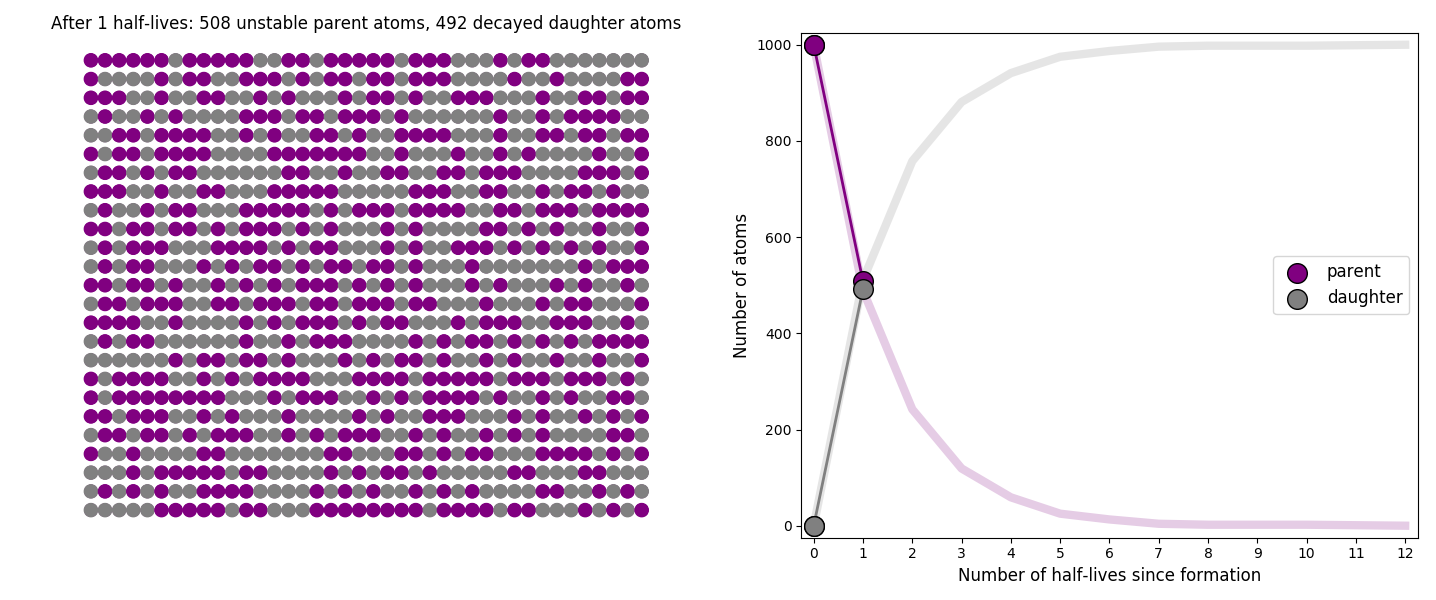 After 1 half-lives: 508 unstable parent atoms, 492 decayed daughter atoms
1000
800
600
400
200
0
Number of atoms
parent
daughter
0 1 2 3 4 5 6 7 8 9 10 11 12
Number of half-lives since formation